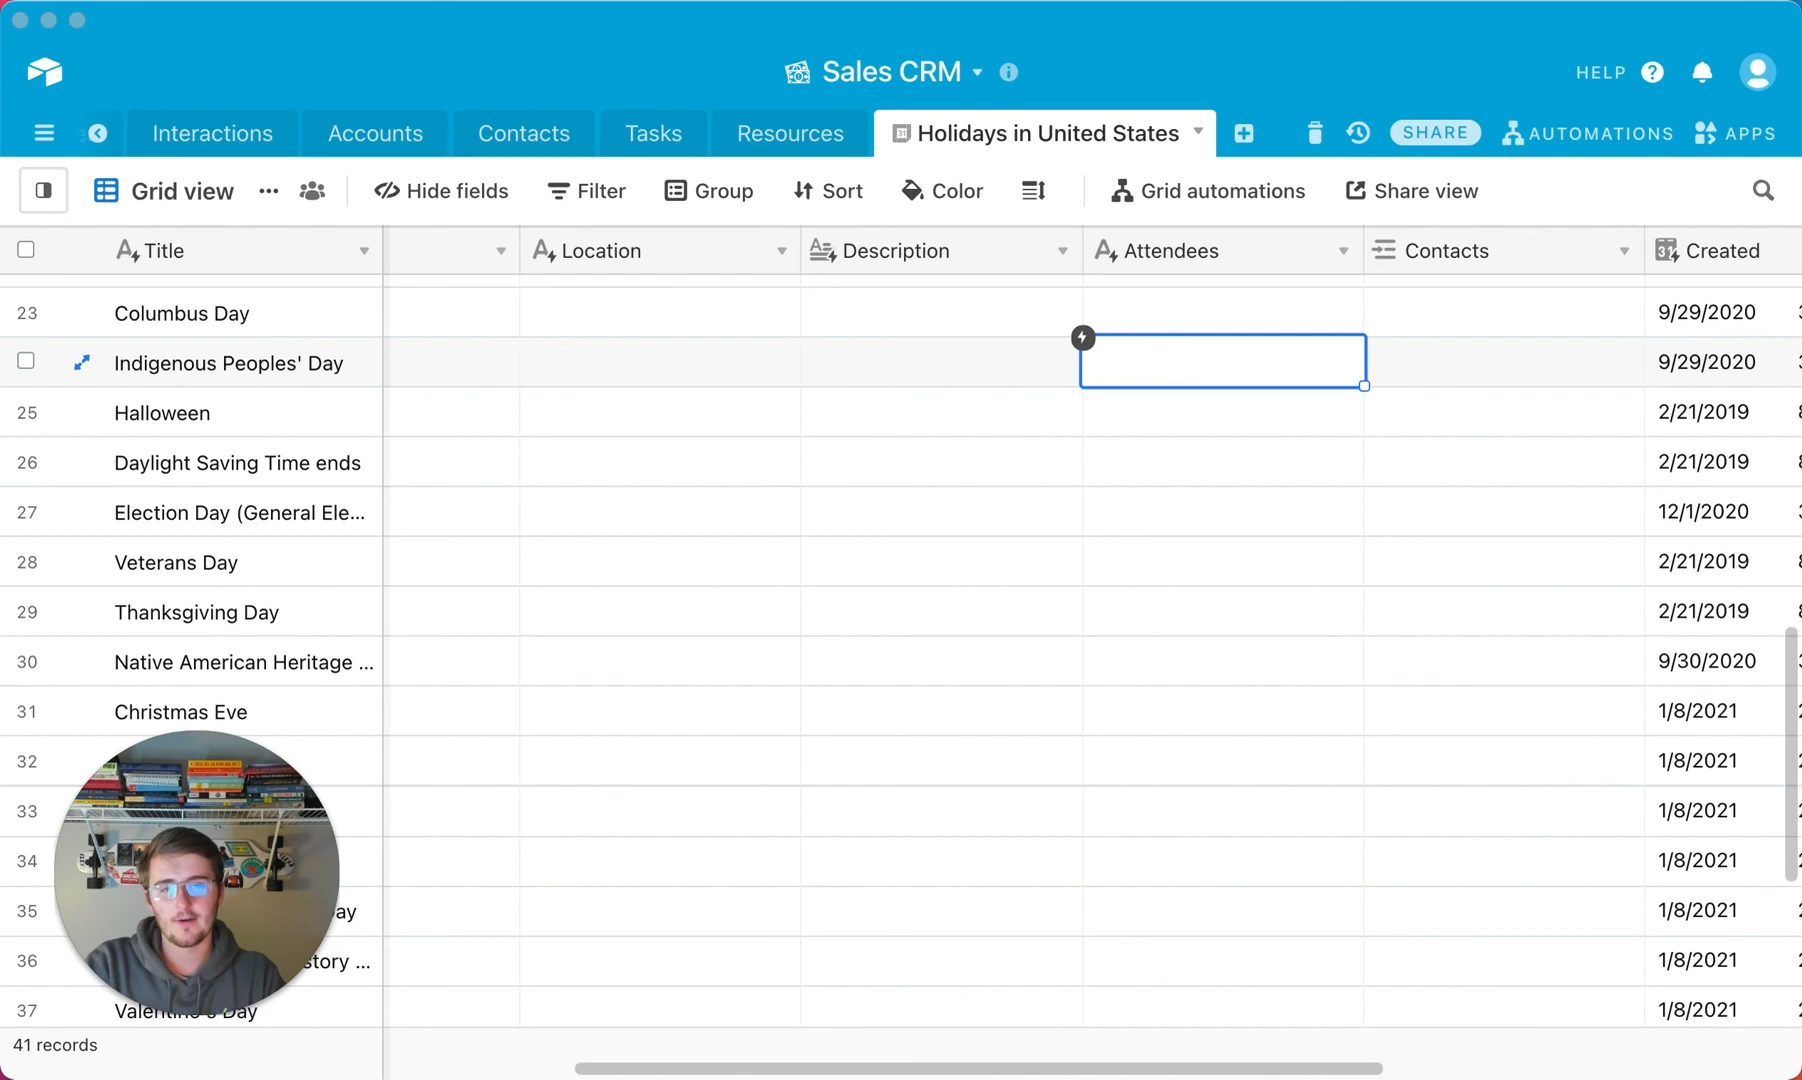 Sales CRM
HELP
Interactions
Accounts
Contacts
Tasks
Resources
31 Holidays in United States
SHARE
AUTOMATIONS
APPS
Grid view
Hide fields
Filter
Group
Sort
Color
Grid automations
Share view
Title
Location
Description
Attendees
Contacts
Created
23 Columbus Day 9/29/2020
Indigenous Peoples' Day 9/29/2020
25 Halloween 2/21/2019
26 Daylight Saving Time ends 2/21/2019
27 Election Day (General Ele... 12/1/2020
28 Veterans Day 2/21/2019
29 Thanksgiving Day 2/21/2019
30 Native American Heritage ... 9/30/2020
31 Christmas Eve 1/8/2021
32 1/8/2021
33 1/8/2021
34 1/8/2021
35 ay 1/8/2021
36 story ... 1/8/2021
37 Valentine's Day 1/8/2021
41 records